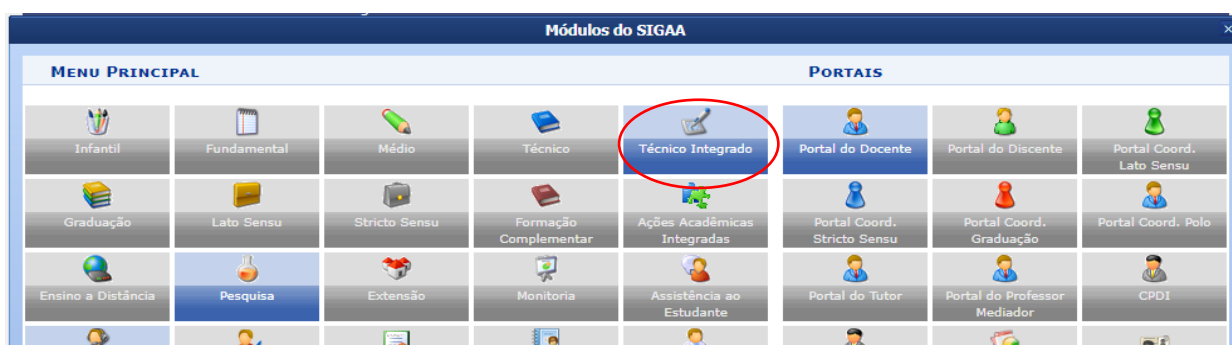 Módulos do SIGAA
MENU PRINCIPAL
PORTAIS
Infantil
Fundamental
Médio
Técnico
Técnico Integrado
Portal do Docente
Portal do Discente
Portal Coord.
Lato Sensu
Graduação
Lato Sensu
Stricto Sensu
Formação
Complementar
Ações Acadêmicas
Integradas
Portal Coord.
Stricto Sensu
Portal Coord.
Graduação
Portal Coord. Polo
Ensino a Distância
Pesquisa
Extensão
Monitoria
Assistência ao
Estudante
Portal do Tutor
Portal do Professor
Mediador
CPDI